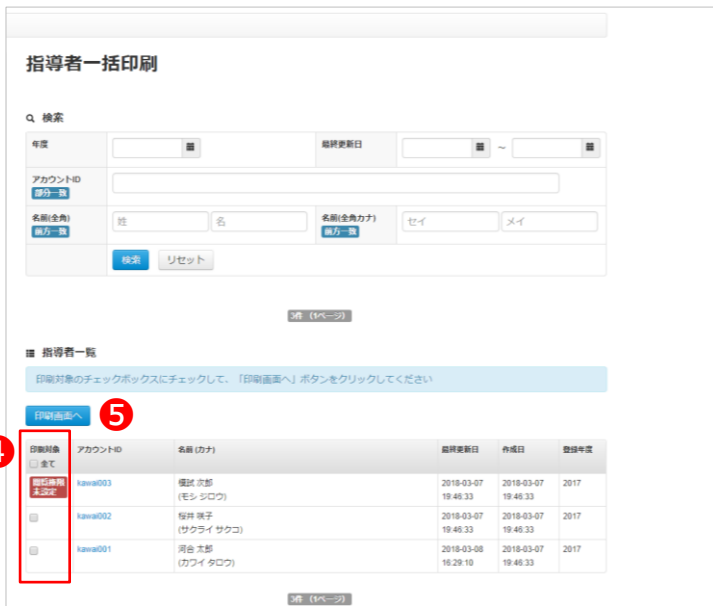 指導者一括印刷
検索
年度 最終更新日 ~
アカウントID
部分一致
名前(全角) 姓 名 名前(全角カナ) セイ メイ
前方一致 前方一致
検索 リセット
3件 (1ページ)
指導者一覧
印刷対象のチェックボックスにチェックして、「印刷画面へ」ボタンをクリックしてください
印刷画面へ 5
4
印刷対象 アカウントID 名前 (カナ) 最終更新日 作成日 登録年度
全て
閲覧権限 kawai003 模試 次郎 2018-03-07 2018-03-07 2017
未設定 (モシ ジロウ) 19:46:33 19:46:33
kawai002 桜井 咲子 2018-03-07 2018-03-07 2017
(サクライ サクコ) 19:46:33 19:46:33
kawai001 河合 太郎 2018-03-08 2018-03-07 2017
(カワイ タロウ) 16:29:10 19:46:33
3件 (1ページ)